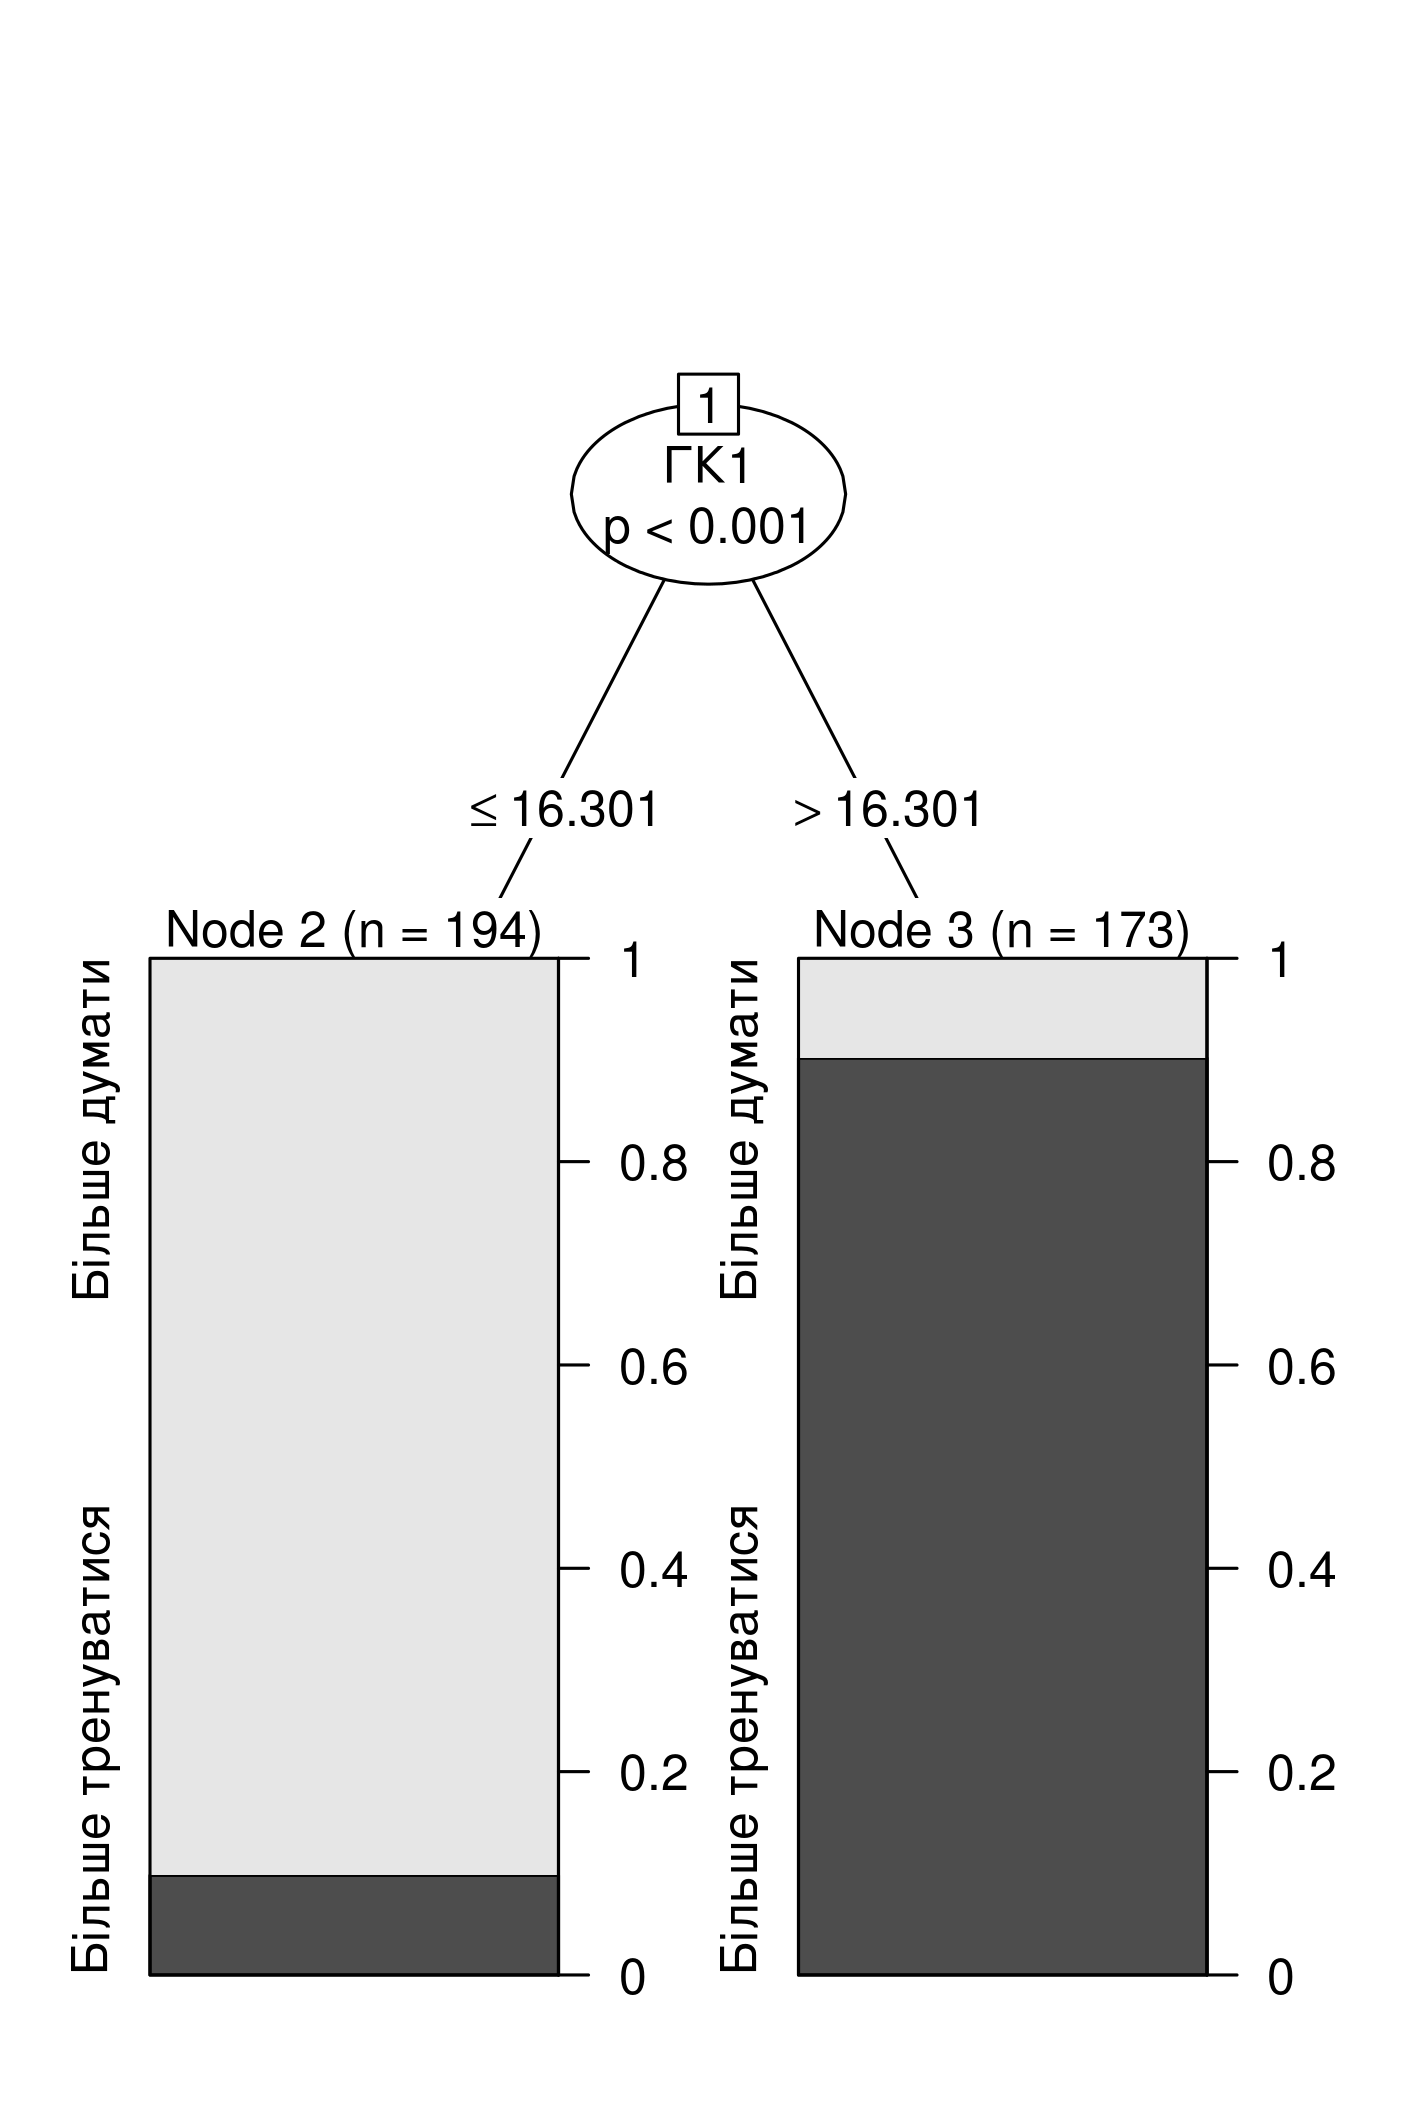 1
ГК1
p < 0.001
≤ 16.301
> 16.301
Node 2 (n = 194)
Більше думати
Більше тренуватися
1
0.8
0.6
0.4
0.2
0
Node 3 (n = 173)
Більше думати
Більше тренуватися
1
0.8
0.6
0.4
0.2
0